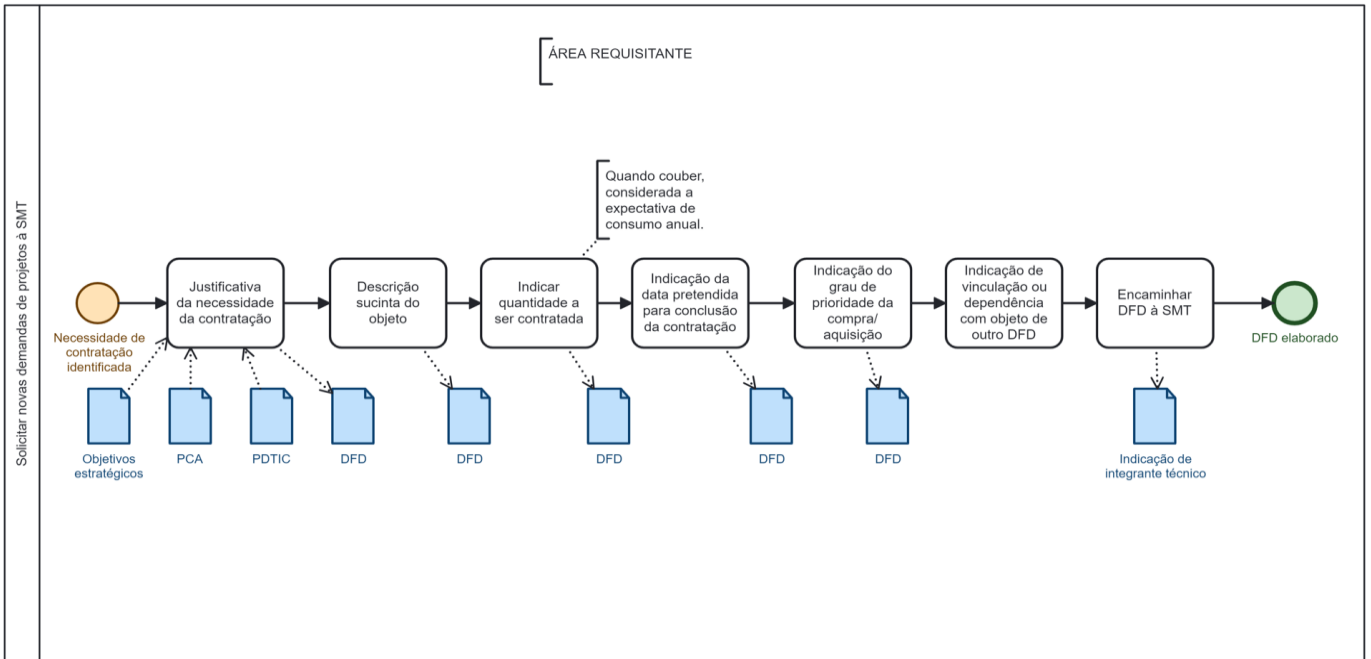 Solicitar novas demandas de projetos à SMT
ÁREA REQUISITANTE
Quando couber,
considerada a
expectativa de
consumo anual.
Necessidade de
contratação
identificada
Justificativa
da necessidade
da contratação
Descrição
sucinta do
objeto
Indicar
quantidade a
ser contratada
Indicação da
data pretendida
para conclusão
da contratação
Indicação do
grau de
prioridade da
compra/
aquisição
Indicação de
vinculação ou
dependência
com objeto de
outro DFD
Encaminhar
DFD à SMT
DFD elaborado
Objetivos
estratégicos
PCA
PDTIC
DFD
DFD
DFD
DFD
DFD
Indicação de
integrante técnico